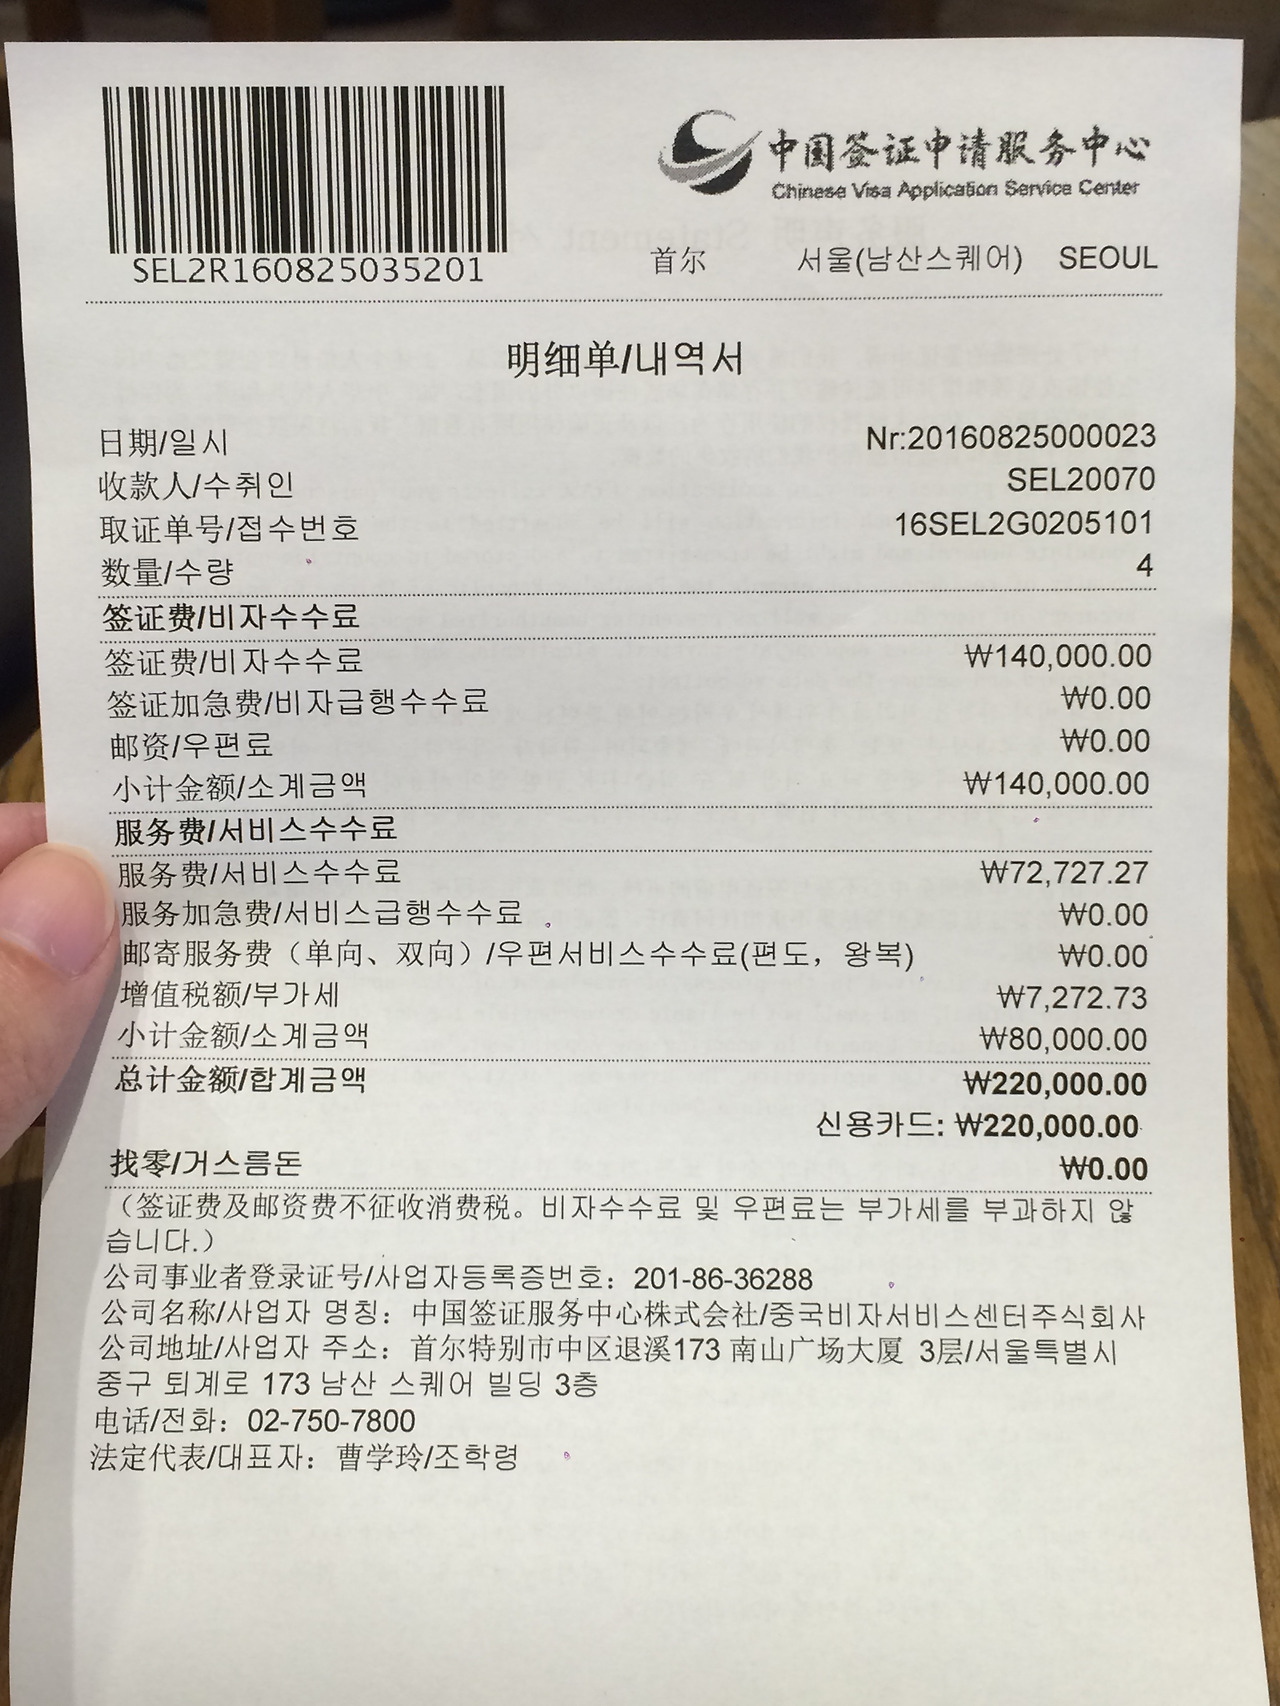 中国签证申请服务中心
Chinese Visa Application Service Center
SEL2R160825035201
首尔 서울(남산스퀘어) SEOUL
明细单/내역서
日期/일시 Nr:20160825000023
收款人/수취인 SEL20070
取证单号/접수번호 16SEL2G0205101
数量/수량 4
签证费/비자수수료
签证费/비자수수료 ₩140,000.00
签证加急费/비자급행수수료 ₩0.00
邮资/우편료 ₩0.00
小计金额/소계금액 ₩140,000.00
服务费/서비스수수료
服务费/서비스수수료 ₩72,727.27
服务加急费/서비스급행수수료 ₩0.00
邮寄服务费（单向、双向）/우편서비스수수료(편도，왕복) ₩0.00
增值税额/부가세 ₩7,272.73
小计金额/소계금액 ₩80,000.00
总计金额/합계금액 ₩220,000.00
신용카드: ₩220,000.00
找零/거스름돈 ₩0.00
（签证费及邮资费不征收消费税。비자수수료 및 우편료는 부가세를 부과하지 않
습니다.）
公司事业者登录证号/사업자등록증번호：201-86-36288
公司名称/사업자 명칭：中国签证服务中心株式会社/중국비자서비스센터주식회사
公司地址/사업자 주소：首尔特别市中区退溪173 南山广场大厦 3层/서울특별시
중구 퇴계로 173 남산 스퀘어 빌딩 3층
电话/전화：02-750-7800
法定代表/대표자：曹学玲/조학령